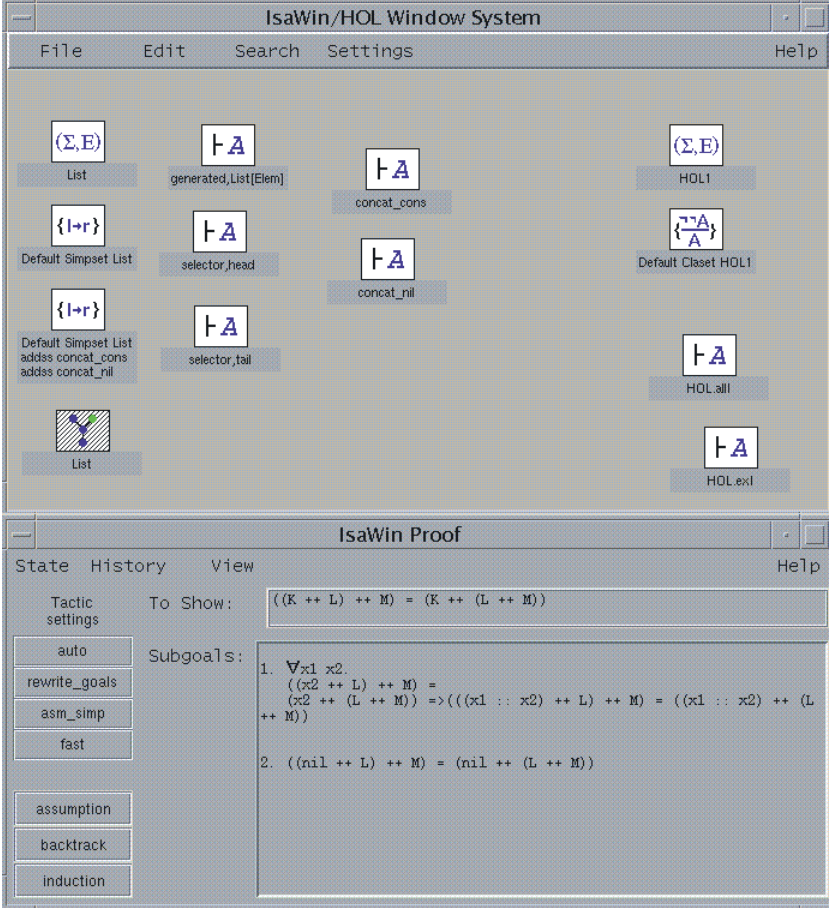 IsaWin/HOL Window System
File Edit Search Settings Help
(Σ,E)
List
{l→r}
Default Simpset List
{l→r}
Default Simpset List
addss concat_cons
addss concat_nil
List
⊢A
generated,List[Elem]
⊢A
selector,head
⊢A
selector,tail
⊢A
concat_cons
⊢A
concat_nil
(Σ,E)
HOL1
{¬¬A
A}
Default Claset HOL1
⊢A
HOL.allI
⊢A
HOL.exI
IsaWin Proof
State History View Help
Tactic
settings
auto
rewrite_goals
asm_simp
fast
assumption
backtrack
induction
To Show: ((K ++ L) ++ M) = (K ++ (L ++ M))
Subgoals:
1. ∀x1 x2.
((x2 ++ L) ++ M) =
(x2 ++ (L ++ M)) =>(((x1 :: x2) ++ L) ++ M) = ((x1 :: x2) ++ (L
++ M))
2. ((nil ++ L) ++ M) = (nil ++ (L ++ M))